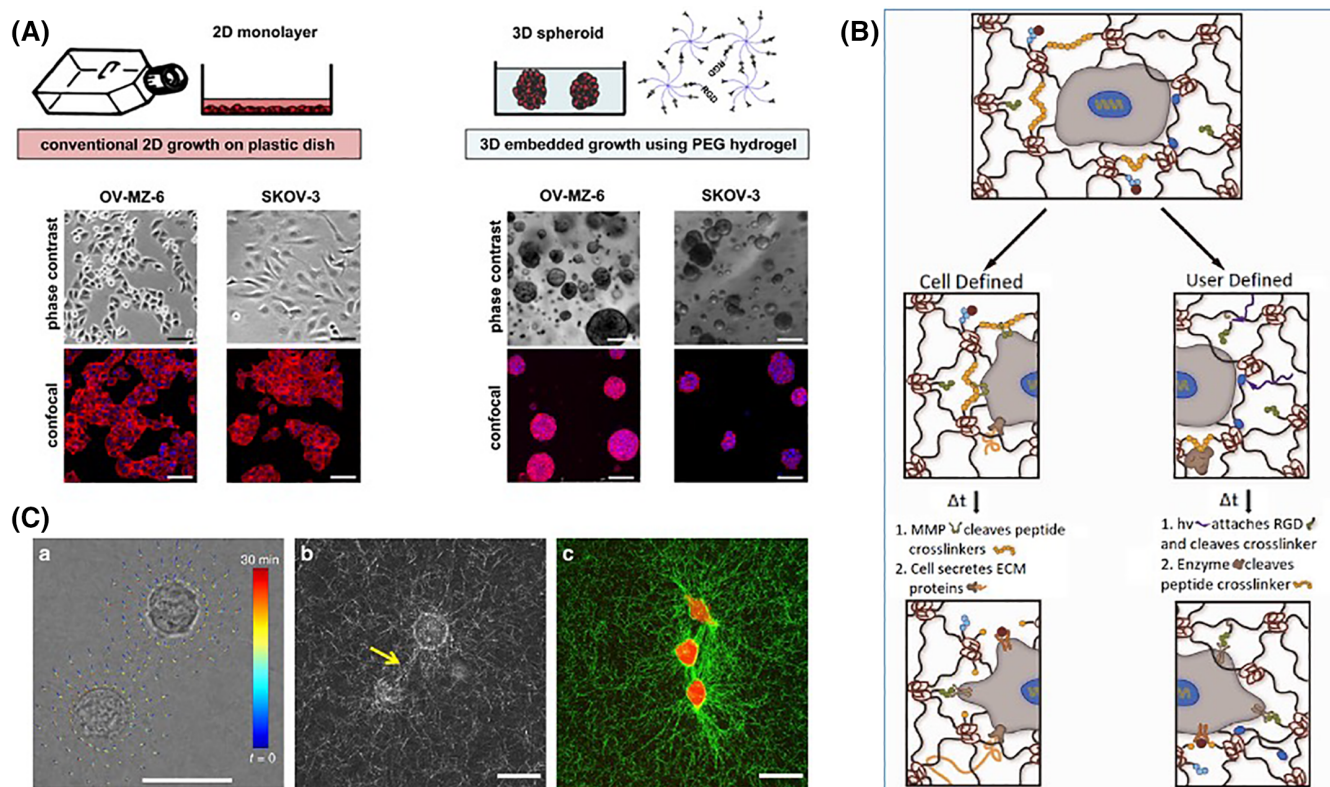 (A)
2D monolayer
conventional 2D growth on plastic dish
OV-MZ-6
SKOV-3
phase contrast
confocal
3D spheroid
RGD
RGD
RGD
3D embedded growth using PEG hydrogel
OV-MZ-6
SKOV-3
phase contrast
confocal
(B)
Cell Defined
User Defined
Δt
1. MMP cleaves peptide
crosslinkers
2. Cell secretes ECM
proteins
Δt
1. hν attaches RGD
and cleaves crosslinker
2. Enzyme cleaves
peptide crosslinker
(C)
a
30 min
t = 0
b
c